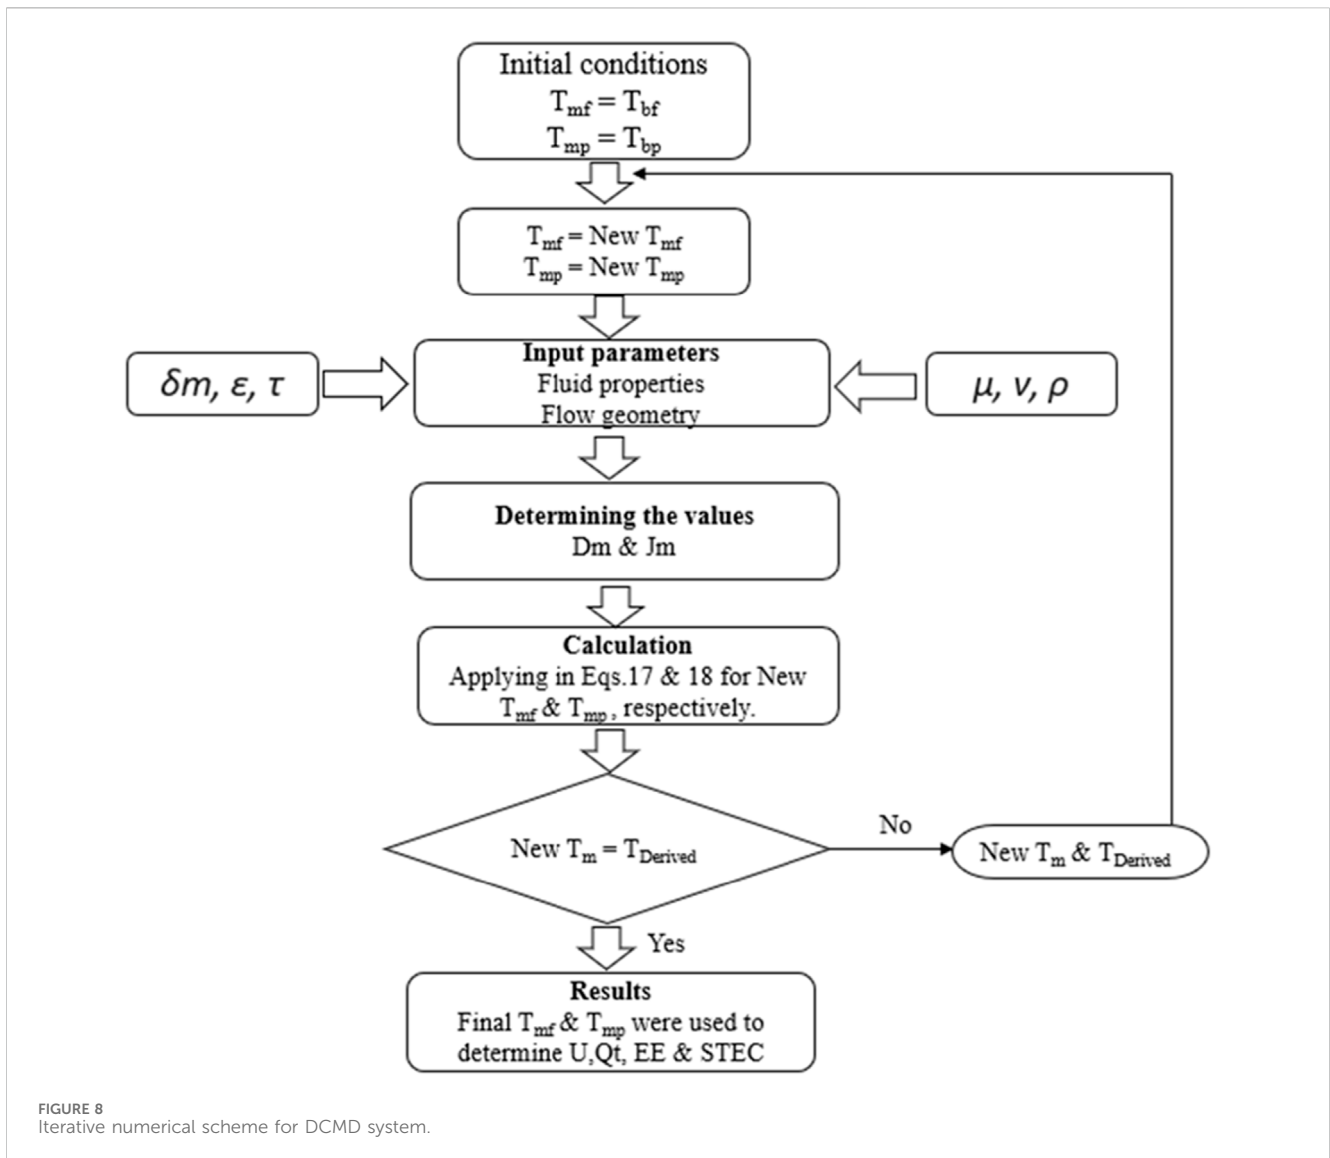 Initial conditions
Tmf = Tbf
Tmp = Tbp
Tmf = New Tmf
Tmp = New Tmp
Input parameters
Fluid properties
Flow geometry
δm, ε, τ
μ, ν, ρ
Determining the values
Dm & Jm
Calculation
Applying in Eqs.17 & 18 for New
Tmf & Tmp, respectively.
New Tm = TDerived
No
New Tm & TDerived
Yes
Results
Final Tmf & Tmp were used to
determine U,Qt, EE & STEC
FIGURE 8
Iterative numerical scheme for DCMD system.